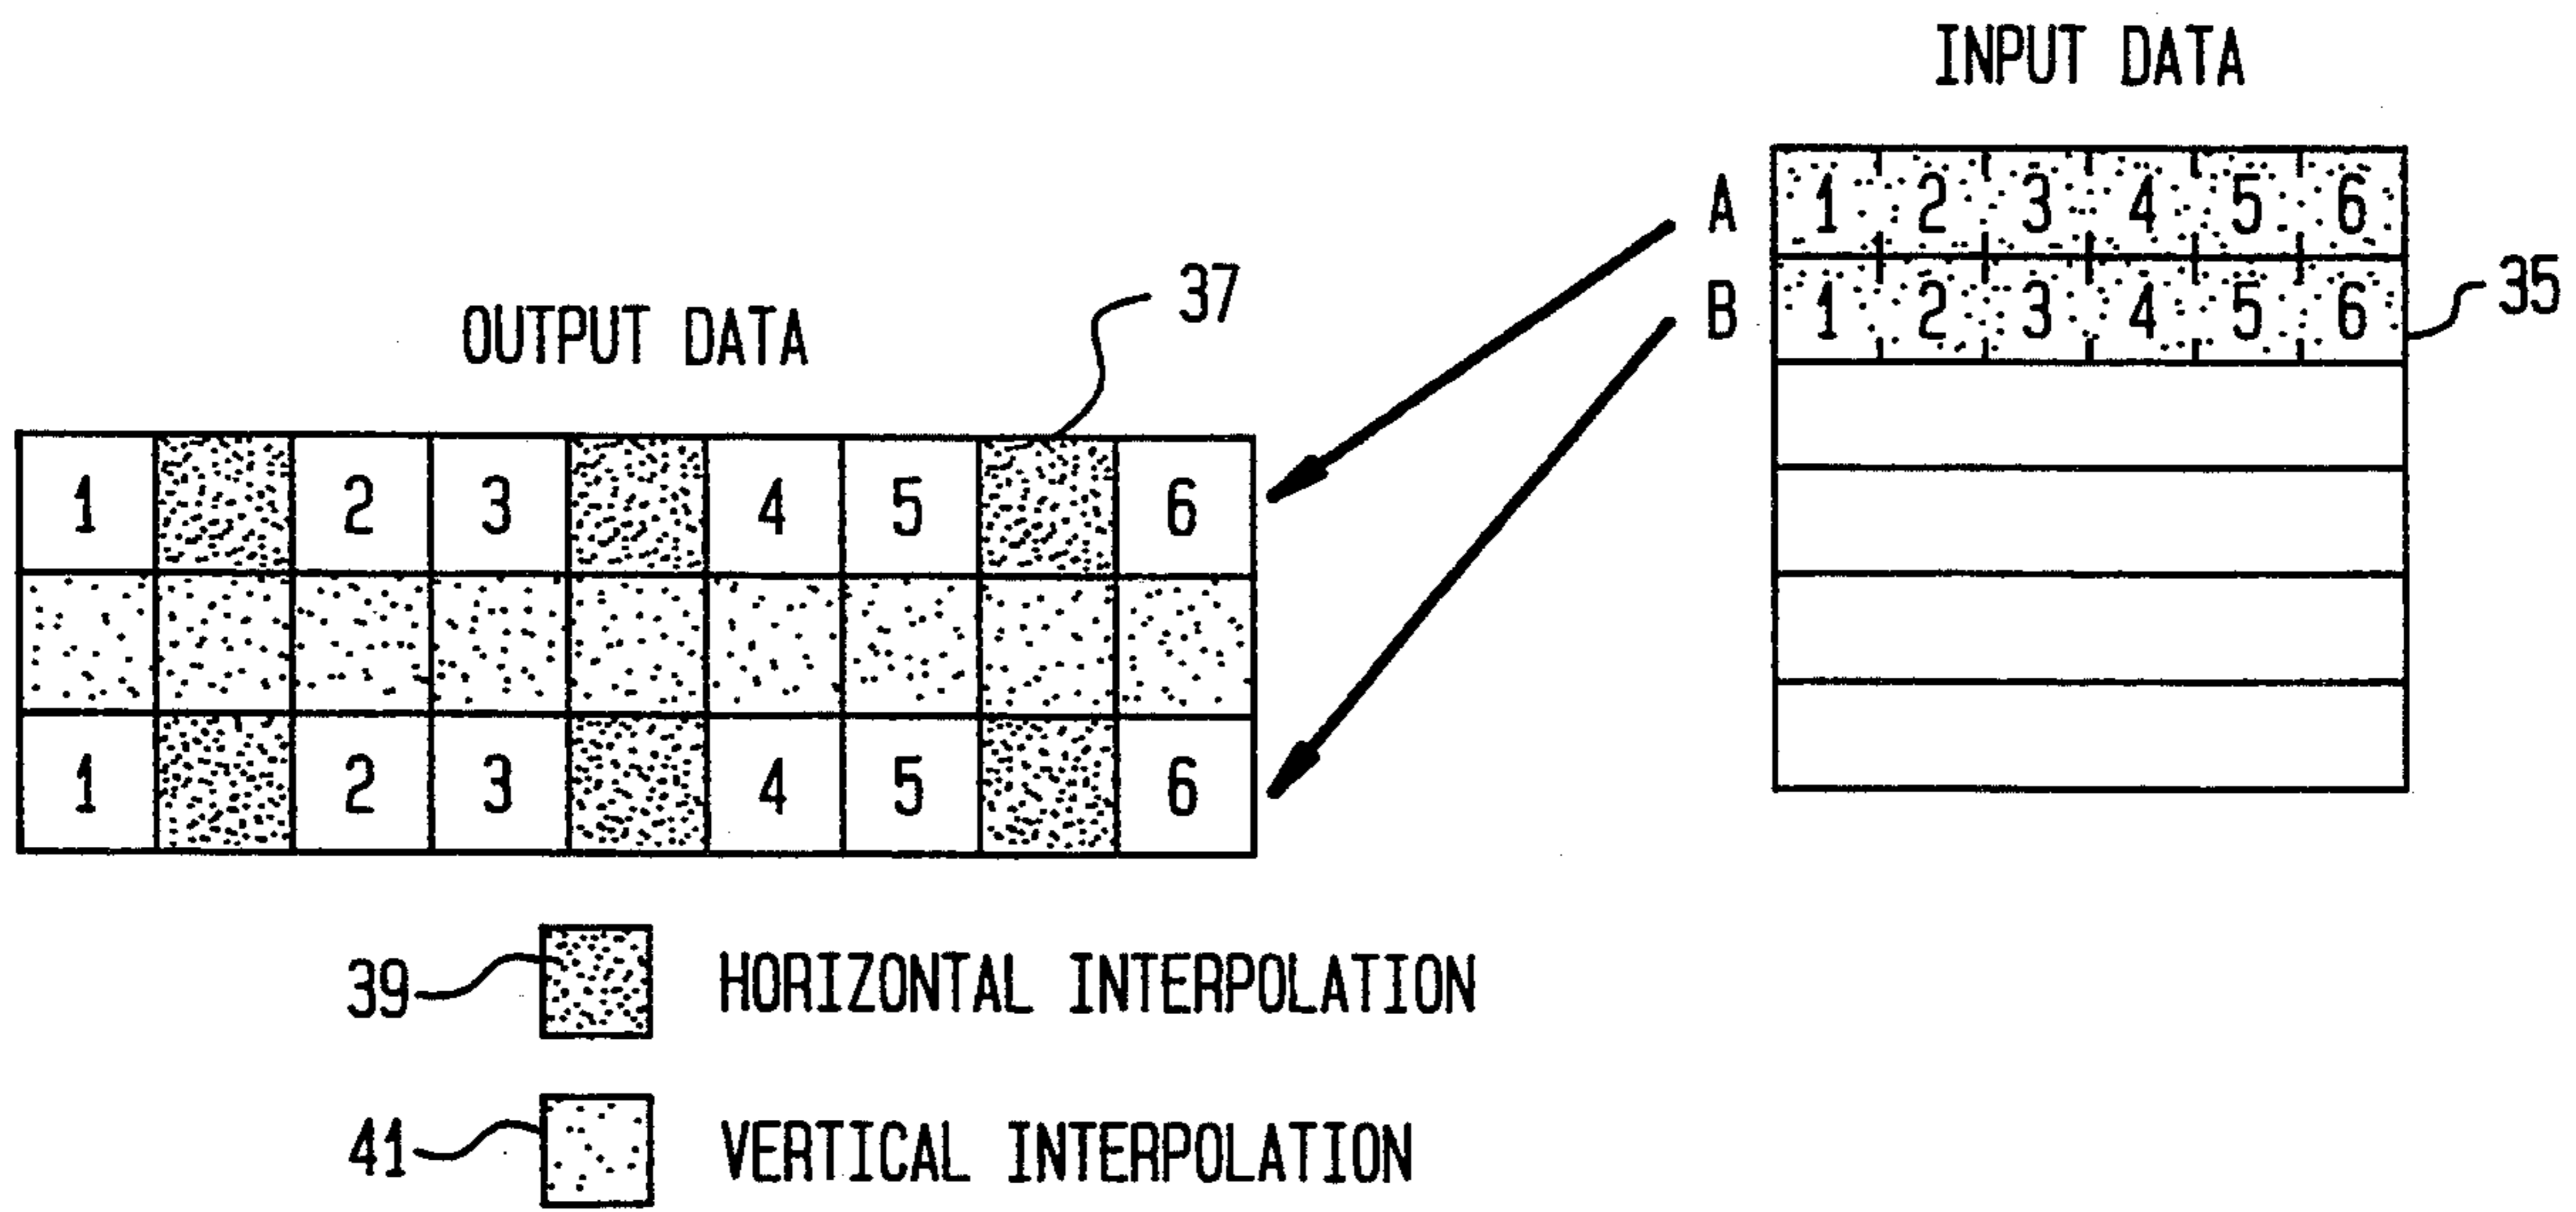 INPUT DATA
A 1 2 3 4 5 6
B 1 2 3 4 5 6
35
OUTPUT DATA
37
1 2 3 4 5 6
1 2 3 4 5 6
39 HORIZONTAL INTERPOLATION
41 VERTICAL INTERPOLATION